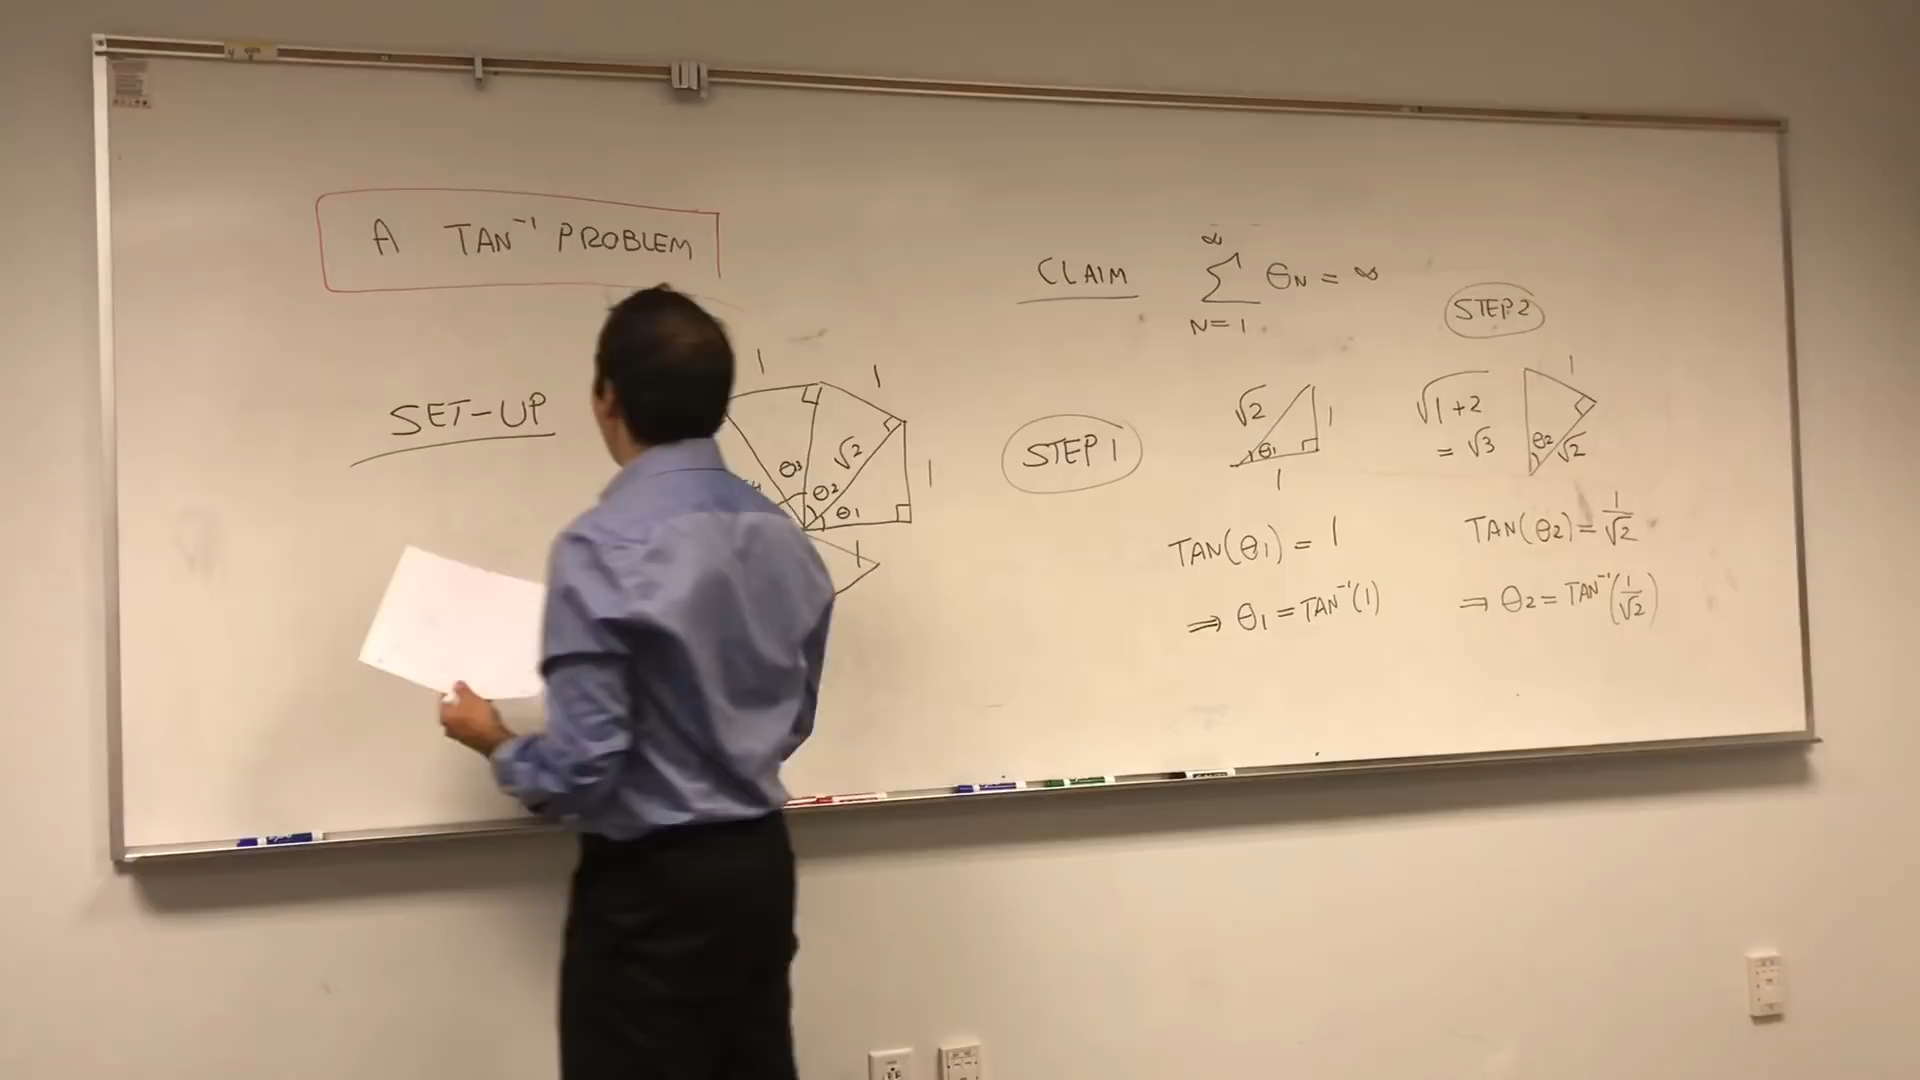 A TAN⁻¹ PROBLEM
SET-UP
1
1
√2
1
θ3
θ2
θ1
1
CLAIM ∞∑N=1 θN = ∞
STEP 1
√2
1
θ1
1
TAN(θ1) = 1
⇒ θ1 = TAN⁻¹(1)
STEP 2
√1+2
= √3
1
θ2
√2
TAN(θ2) = 1/√2
⇒ θ2 = TAN⁻¹(1/√2)